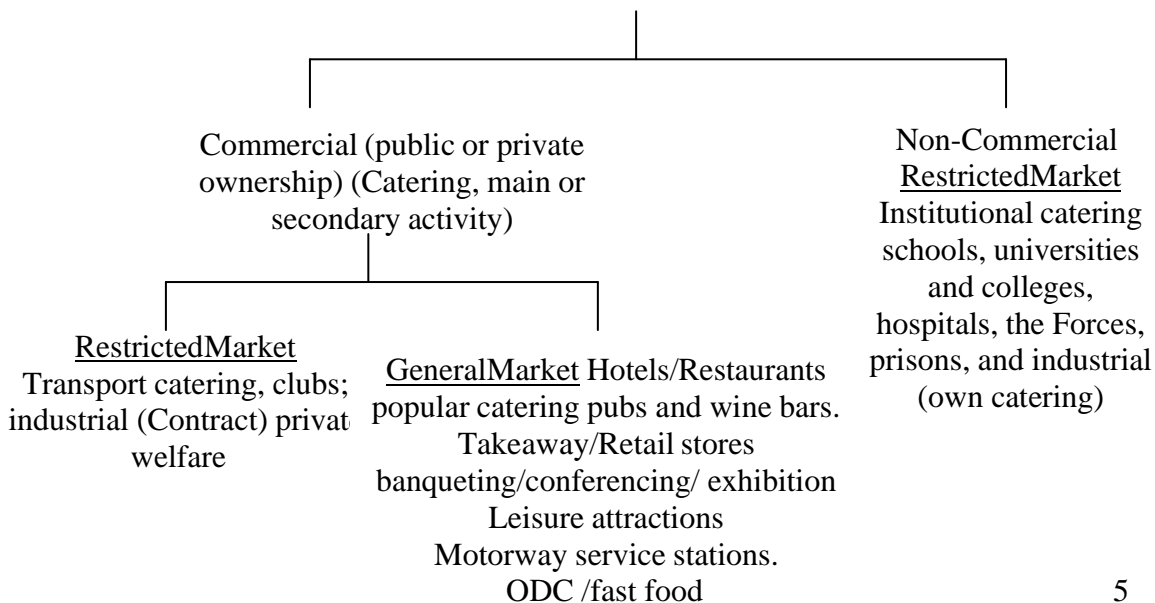 Commercial (public or private
ownership) (Catering, main or
secondary activity)
Non-Commercial
RestrictedMarket
Institutional catering
schools, universities
and colleges,
hospitals, the Forces,
prisons, and industrial
(own catering)
RestrictedMarket
Transport catering, clubs;
industrial (Contract) privat
welfare
GeneralMarket Hotels/Restaurants
popular catering pubs and wine bars.
Takeaway/Retail stores
banqueting/conferencing/ exhibition
Leisure attractions
Motorway service stations.
ODC /fast food
5